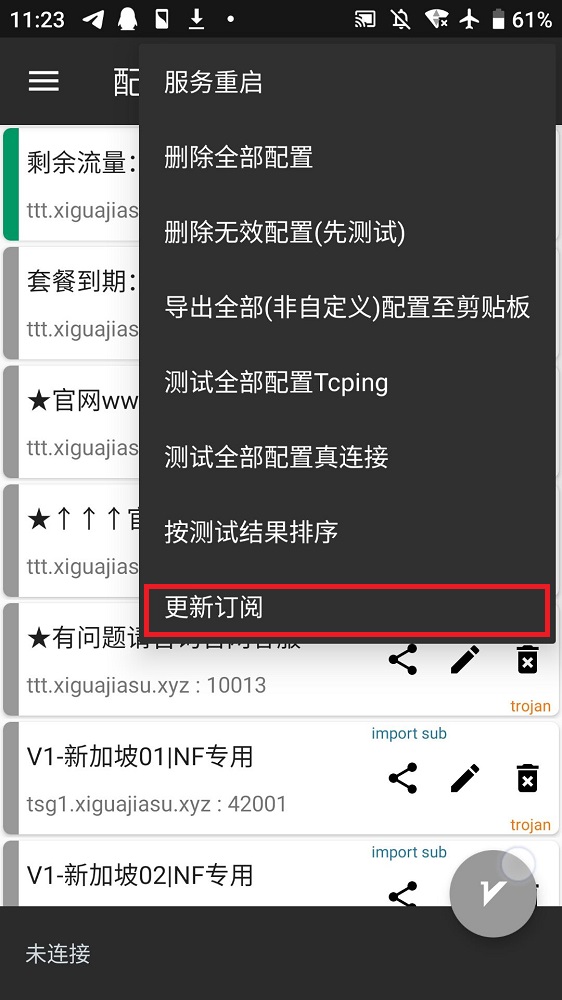 11:23
61%
配
服务重启
删除全部配置
删除无效配置(先测试)
导出全部(非自定义)配置至剪贴板
测试全部配置Tcping
测试全部配置真连接
按测试结果排序
更新订阅
剩余流量:
ttt.xiguajias
套餐到期:
ttt.xiguajias
★官网ww
ttt.xiguajias
★↑↑↑官
ttt.xiguajias
★有问题请咨询官网客服
ttt.xiguajiasu.xyz : 10013
trojan
import sub
V1-新加坡01|NF专用
tsg1.xiguajiasu.xyz : 42001
trojan
import sub
V1-新加坡02|NF专用
未连接